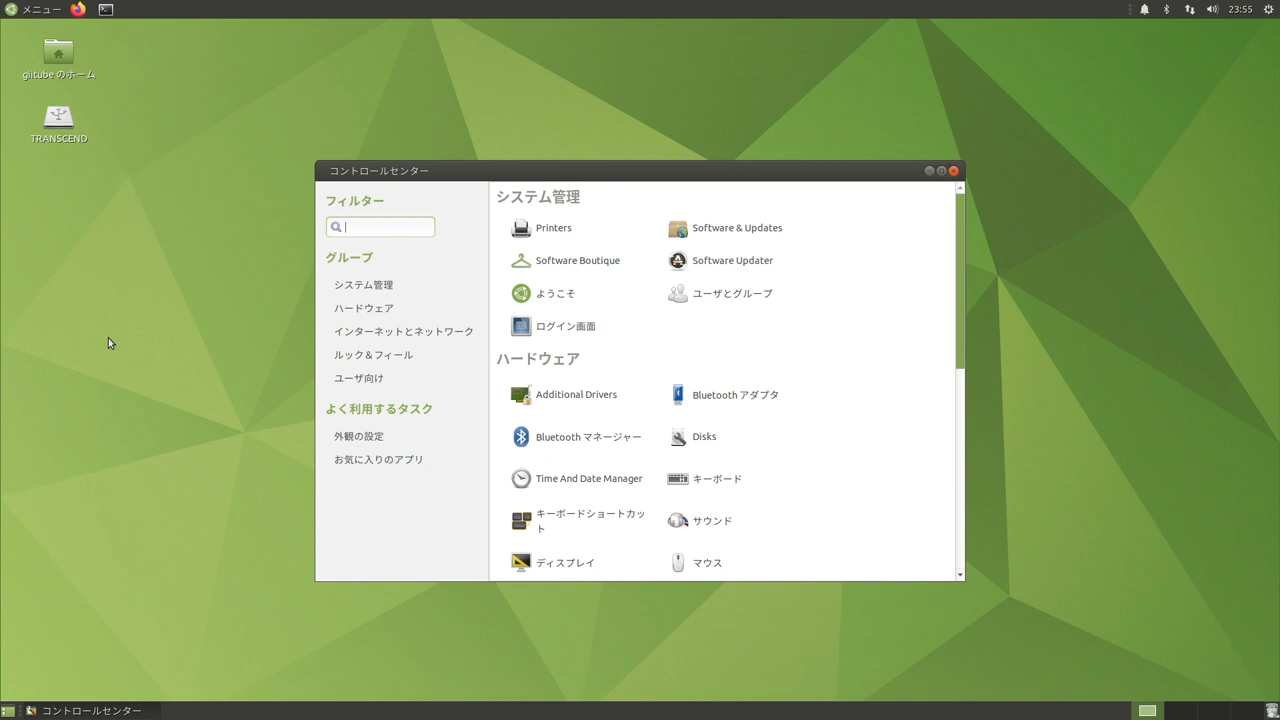 メニュー
23:55
glitube のホーム
TRANSCEND
コントロールセンター
フィルター
グループ
システム管理
ハードウェア
インターネットとネットワーク
ルック＆フィール
ユーザ向け
よく利用するタスク
外観の設定
お気に入りのアプリ
システム管理
Printers
Software & Updates
Software Boutique
Software Updater
ようこそ
ユーザとグループ
ログイン画面
ハードウェア
Additional Drivers
Bluetooth アダプタ
Bluetooth マネージャー
Disks
Time And Date Manager
キーボード
キーボードショートカッ
ト
サウンド
ディスプレイ
マウス
コントロールセンター